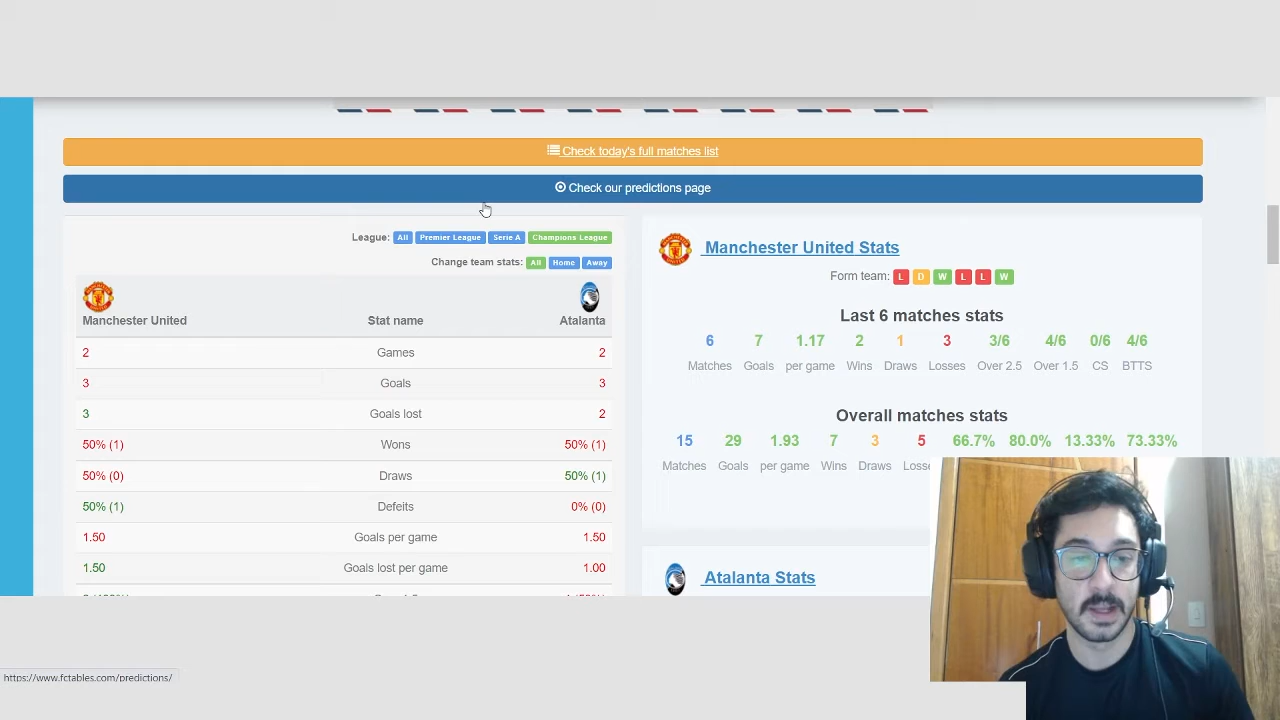 Check today's full matches list
Check our predictions page
League: All Premier League Serie A Champions League
Change team stats: All Home Away
Manchester United Stat name Atalanta
2 Games 2
3 Goals 3
3 Goals lost 2
50% (1) Wons 50% (1)
50% (0) Draws 50% (1)
50% (1) Defeits 0% (0)
1.50 Goals per game 1.50
1.50 Goals lost per game 1.00
Manchester United Stats
Form team: L D W L L W
Last 6 matches stats
6 7 1.17 2 1 3 3/6 4/6 0/6 4/6
Matches Goals per game Wins Draws Losses Over 2.5 Over 1.5 CS BTTS
Overall matches stats
15 29 1.93 7 3 5 66.7% 80.0% 13.33% 73.33%
Matches Goals per game Wins Draws Losse
Atalanta Stats
https://www.fctables.com/predictions/